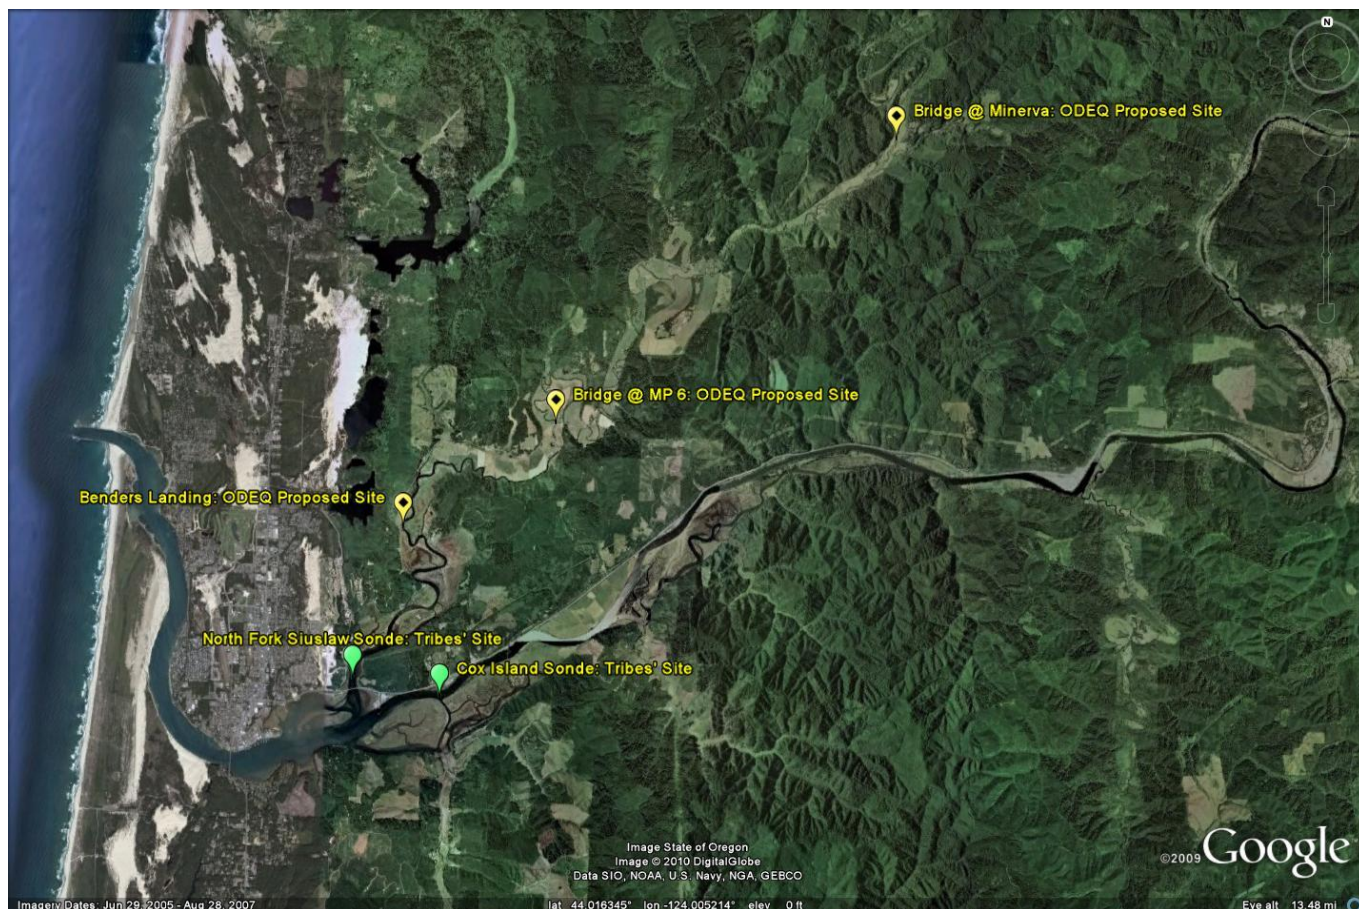 N
Bridge @ Minerva: ODEQ Proposed Site
Bridge @ MP 6: ODEQ Proposed Site
Benders Landing: ODEQ Proposed Site
North Fork Siuslaw Sonde: Tribes' Site
Cox Island Sonde: Tribes' Site
Image State of Oregon
Image © 2010 DigitalGlobe
Data SIO, NOAA, U.S. Navy, NGA, GEBCO
©2009 Google
Imagery Dates: Jun 29, 2005 - Aug 28, 2007 lat 44.016345° lon -124.005214° elev 0 ft Eye alt 13.48 mi